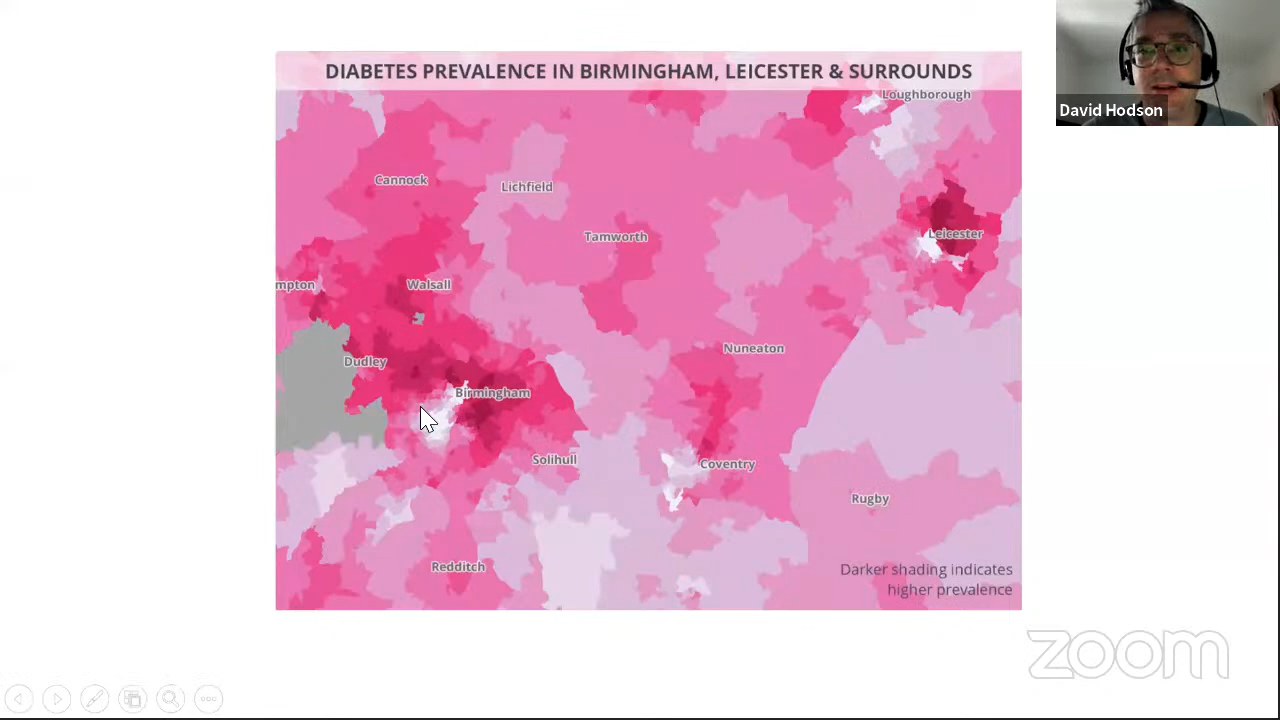 DIABETES PREVALENCE IN BIRMINGHAM, LEICESTER & SURROUNDS
David Hodson
Loughborough
Cannock
Lichfield
Tamworth
Leicester
mpton
Walsall
Nuneaton
Dudley
Birmingham
Solihull
Coventry
Rugby
Redditch
Darker shading indicates
higher prevalence
zoom